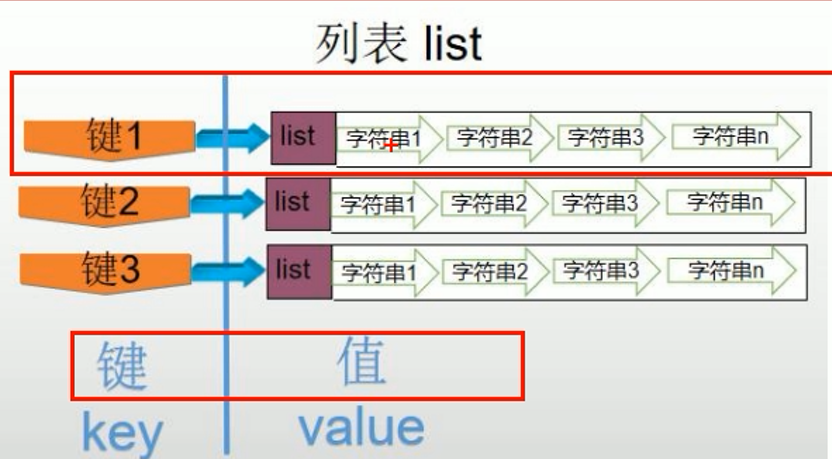 列表 list
键1 list 字符串1 字符串2 字符串3 字符串n
键2 list 字符串1 字符串2 字符串3 字符串n
键3 list 字符串1 字符串2 字符串3 字符串n
键 值
key value